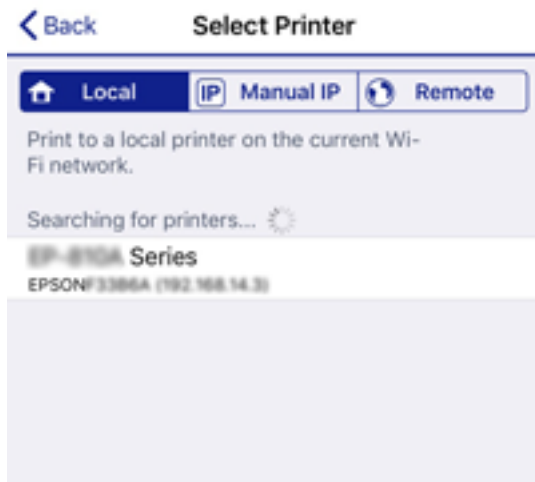 Back Select Printer
Local IP Manual IP Remote
Print to a local printer on the current Wi-
Fi network.
Searching for printers...
Series
EPSON